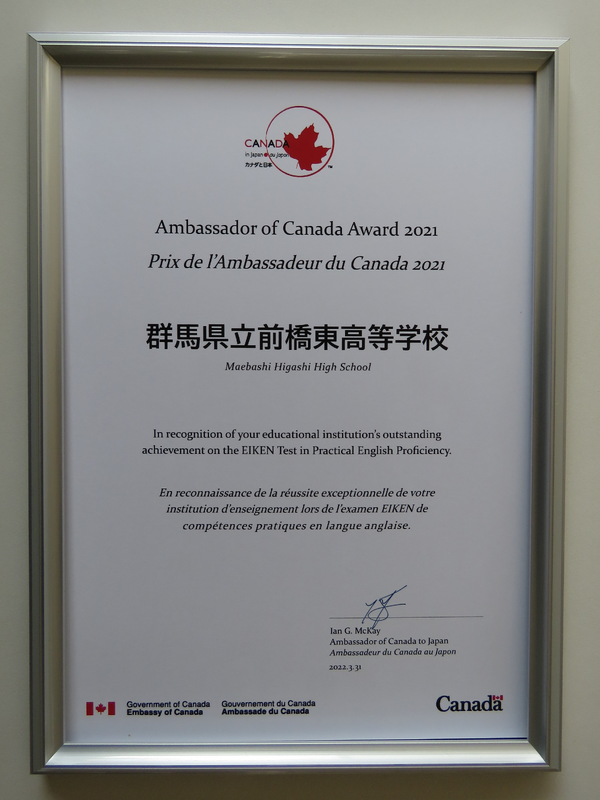 CANADA
in Japan au Japon
カナダと日本
Ambassador of Canada Award 2021
Prix de l'Ambassadeur du Canada 2021
群馬県立前橋東高等学校
Maebashi Higashi High School
In recognition of your educational institution's outstanding
achievement on the EIKEN Test in Practical English Proficiency.
En reconnaissance de la réussite exceptionnelle de votre
institution d'enseignement lors de l'examen EIKEN de
compétences pratiques en langue anglaise.
Ian G. McKay
Ambassador of Canada to Japan
Ambassadeur du Canada au Japon
2022.3.31
Government of Canada Gouvernement du Canada
Embassy of Canada Ambassade du Canada
Canada